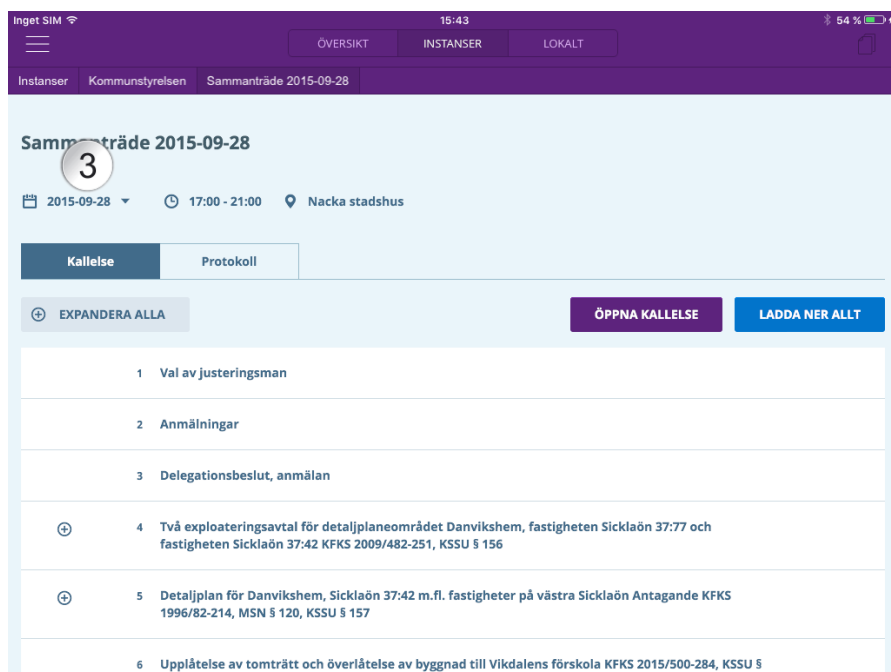 Inget SIM 15:43 54 %
ÖVERSIKT INSTANSER LOKALT
Instanser Kommunstyrelsen Sammanträde 2015-09-28
Sammanträde 2015-09-28
3
2015-09-28 17:00 - 21:00 Nacka stadshus
Kallelse Protokoll
EXPANDERA ALLA ÖPPNA KALLELSE LADDA NER ALLT
1 Val av justeringsman
2 Anmälningar
3 Delegationsbeslut, anmälan
4 Två exploateringsavtal för detaljplaneområdet Danvikshem, fastigheten Sicklaön 37:77 och
fastigheten Sicklaön 37:42 KFKS 2009/482-251, KSSU § 156
5 Detaljplan för Danvikshem, Sicklaön 37:42 m.fl. fastigheter på västra Sicklaön Antagande KFKS
1996/82-214, MSN § 120, KSSU § 157
6 Upplåtelse av tomträtt och överlåtelse av byggnad till Vikdalens förskola KFKS 2015/500-284, KSSU §